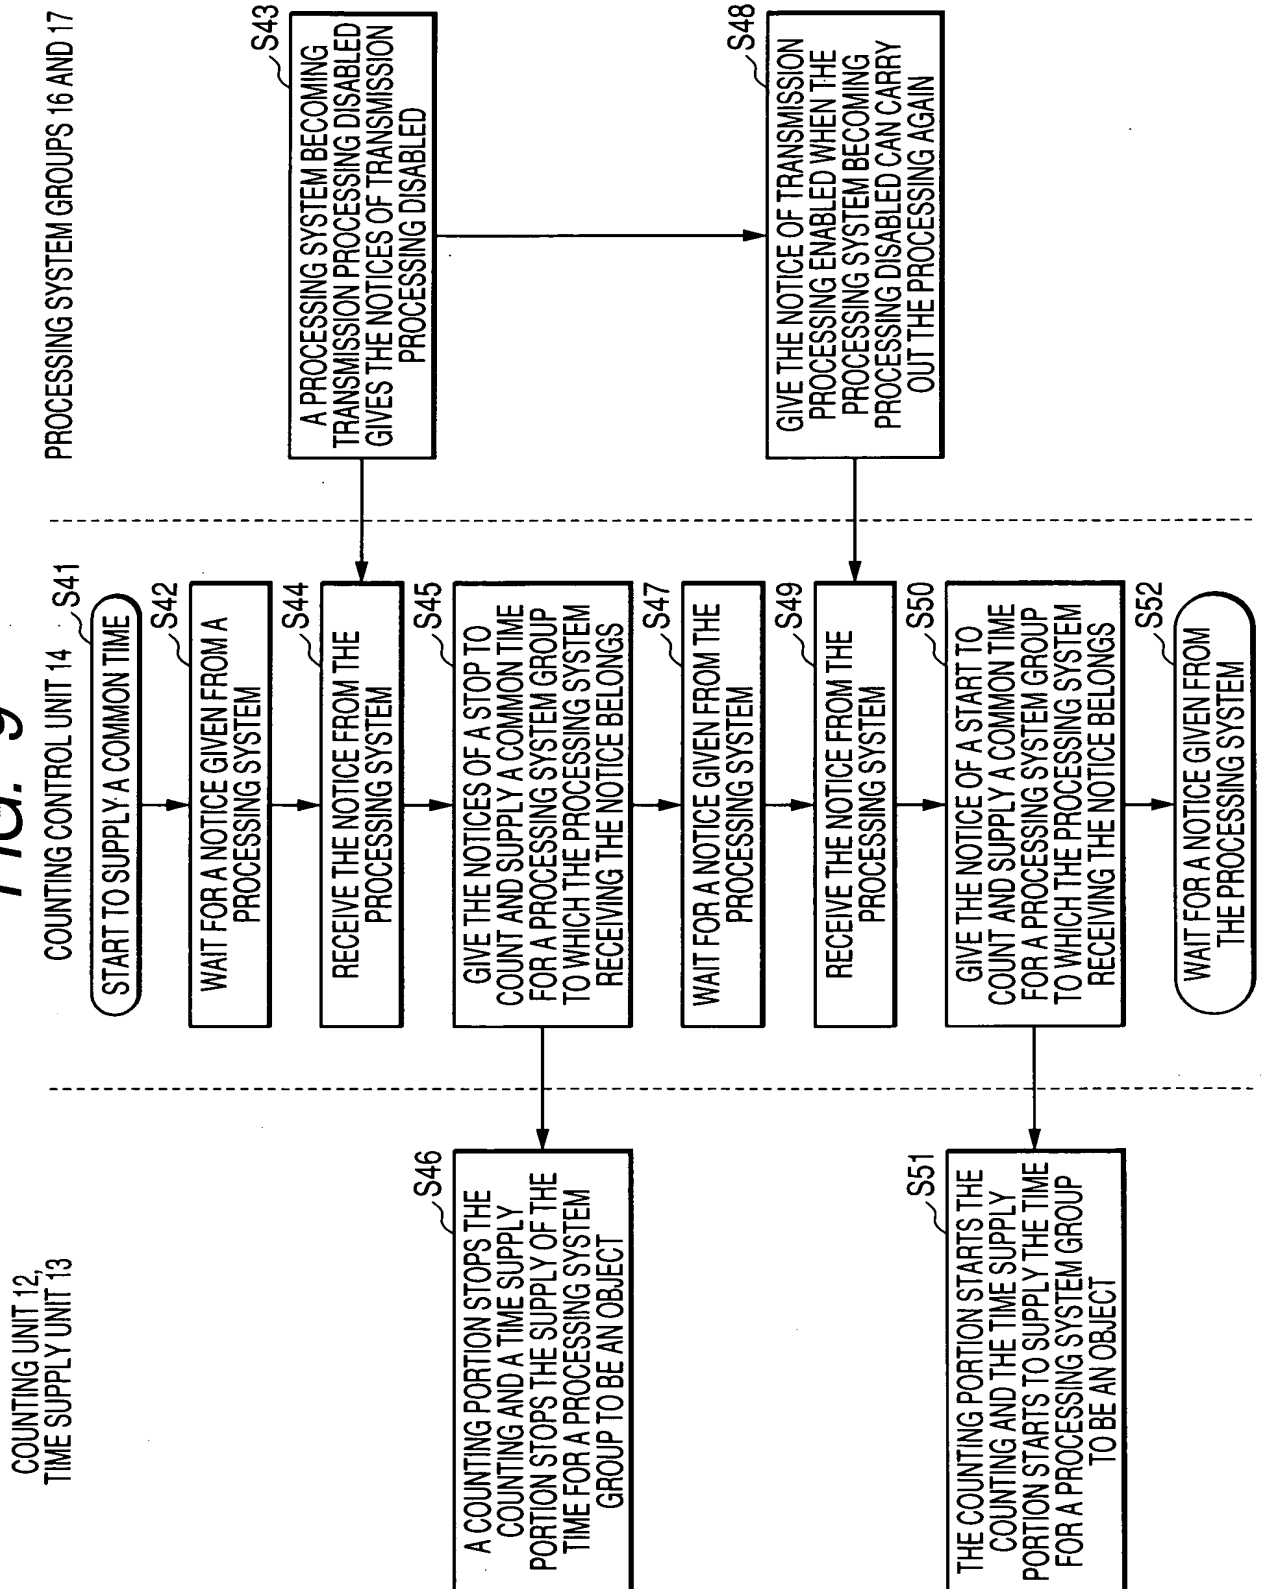 FIG. 9
COUNTING UNIT 12,
TIME SUPPLY UNIT 13
COUNTING CONTROL UNIT 14
PROCESSING SYSTEM GROUPS 16 AND 17
S41
START TO SUPPLY A COMMON TIME
S42
WAIT FOR A NOTICE GIVEN FROM A
PROCESSING SYSTEM
S43
A PROCESSING SYSTEM BECOMING
TRANSMISSION PROCESSING DISABLED
GIVES THE NOTICES OF TRANSMISSION
PROCESSING DISABLED
S44
RECEIVE THE NOTICE FROM THE
PROCESSING SYSTEM
S45
GIVE THE NOTICES OF A STOP TO
COUNT AND SUPPLY A COMMON TIME
FOR A PROCESSING SYSTEM GROUP
TO WHICH THE PROCESSING SYSTEM
RECEIVING THE NOTICE BELONGS
S46
A COUNTING PORTION STOPS THE
COUNTING AND A TIME SUPPLY
PORTION STOPS THE SUPPLY OF THE
TIME FOR A PROCESSING SYSTEM
GROUP TO BE AN OBJECT
S47
WAIT FOR A NOTICE GIVEN FROM THE
PROCESSING SYSTEM
S48
GIVE THE NOTICE OF TRANSMISSION
PROCESSING ENABLED WHEN THE
PROCESSING SYSTEM BECOMING
PROCESSING DISABLED CAN CARRY
OUT THE PROCESSING AGAIN
S49
RECEIVE THE NOTICE FROM THE
PROCESSING SYSTEM
S50
GIVE THE NOTICE OF A START TO
COUNT AND SUPPLY A COMMON TIME
FOR A PROCESSING SYSTEM GROUP
TO WHICH THE PROCESSING SYSTEM
RECEIVING THE NOTICE BELONGS
S51
THE COUNTING PORTION STARTS THE
COUNTING AND THE TIME SUPPLY
PORTION STARTS TO SUPPLY THE TIME
FOR A PROCESSING SYSTEM GROUP
TO BE AN OBJECT
S52
WAIT FOR A NOTICE GIVEN FROM
THE PROCESSING SYSTEM